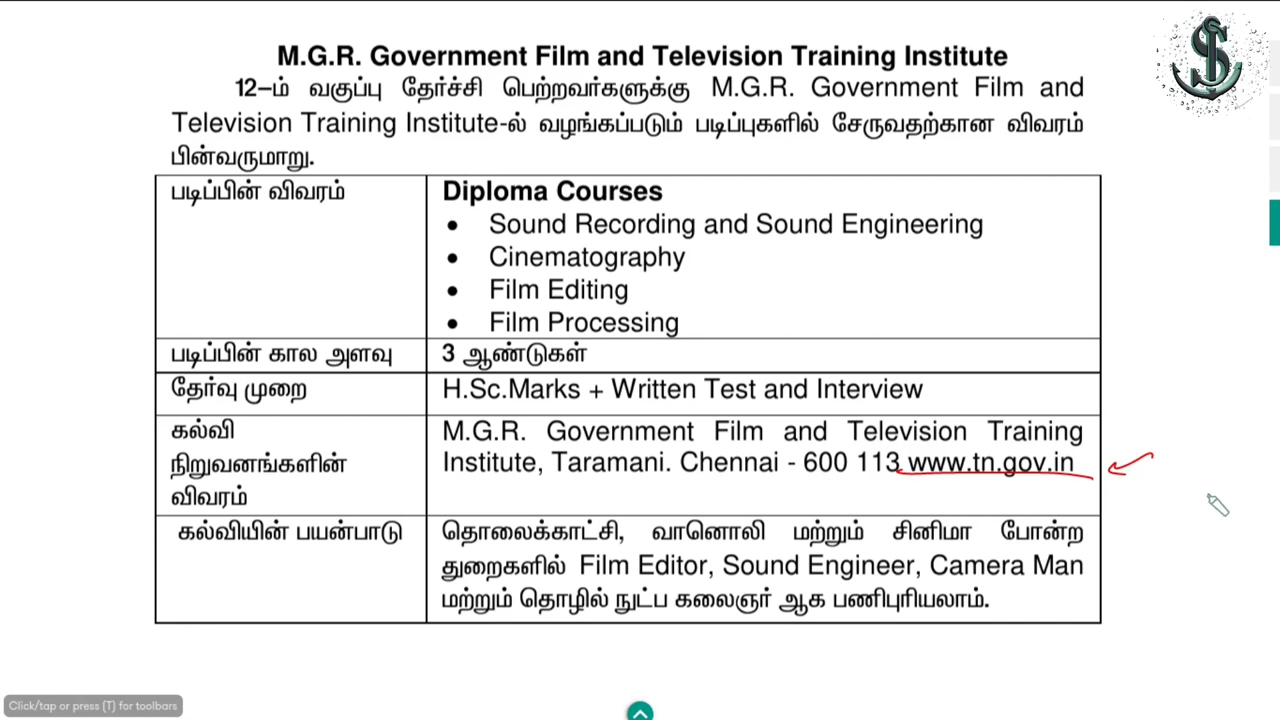 M.G.R. Government Film and Television Training Institute
12–ம் வகுப்பு தேர்ச்சி பெற்றவர்களுக்கு M.G.R. Government Film and
Television Training Institute-ல் வழங்கப்படும் படிப்புகளில் சேருவதற்கான விவரம்
பின்வருமாறு.
படிப்பின் விவரம்
Diploma Courses
• Sound Recording and Sound Engineering
• Cinematography
• Film Editing
• Film Processing
படிப்பின் கால அளவு
3 ஆண்டுகள்
தேர்வு முறை
H.Sc.Marks + Written Test and Interview
கல்வி
நிறுவனங்களின்
விவரம்
M.G.R. Government Film and Television Training
Institute, Taramani. Chennai - 600 113 www.tn.gov.in
கல்வியின் பயன்பாடு
தொலைக்காட்சி, வானொலி மற்றும் சினிமா போன்ற
துறைகளில் Film Editor, Sound Engineer, Camera Man
மற்றும் தொழில் நுட்ப கலைஞர் ஆக பணிபுரியலாம்.
Click/tap or press (T) for toolbars